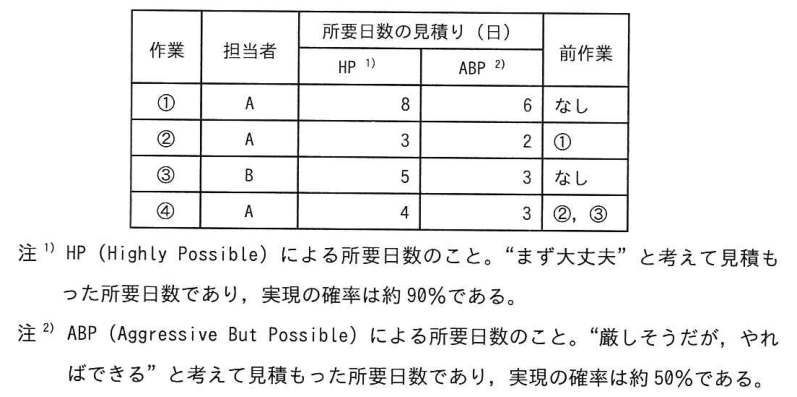 作業 担当者 所要日数の見積り（日） 前作業
HP 1) ABP 2)
① A 8 6 なし
② A 3 2 ①
③ B 5 3 なし
④ A 4 3 ②，③
注 1) HP（Highly Possible）による所要日数のこと。“まず大丈夫”と考えて見積も
った所要日数であり，実現の確率は約 90％である。
注 2) ABP（Aggressive But Possible）による所要日数のこと。“厳しそうだが，やれ
ばできる”と考えて見積もった所要日数であり，実現の確率は約 50％である。